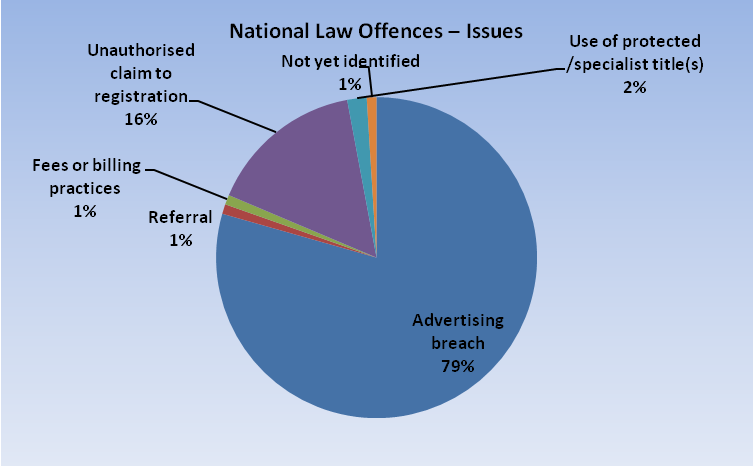 National Law Offences – Issues
Unauthorised
claim to
registration
16%
Not yet identified
1%
Use of protected
/specialist title(s)
2%
Fees or billing
practices
1%
Referral
1%
Advertising
breach
79%